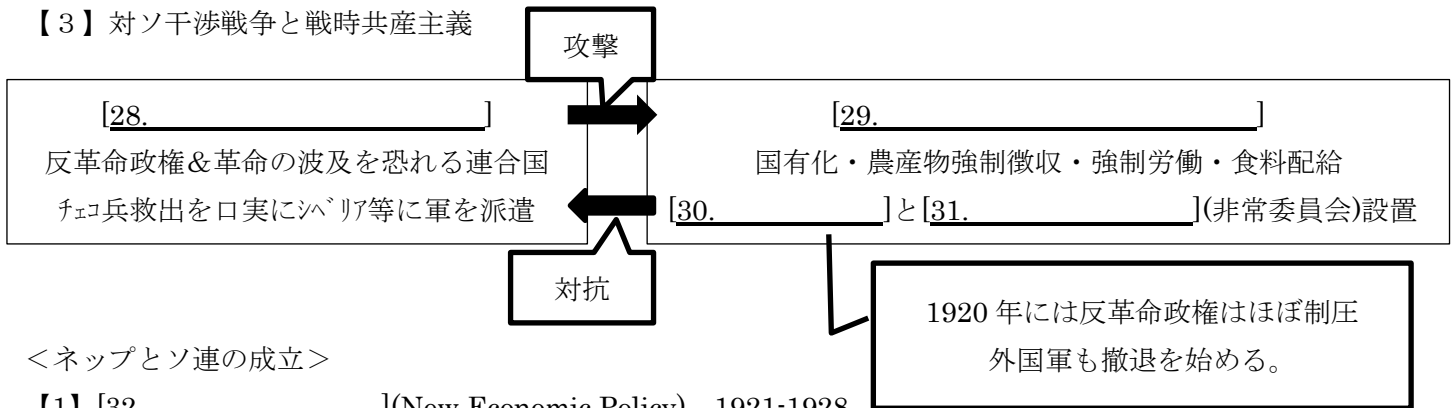 【３】対ソ干渉戦争と戦時共産主義
攻撃
[28.                    ]
反革命政権＆革命の波及を恐れる連合国
ﾁｪｺ兵救出を口実にｼﾍﾞﾘｱ等に軍を派遣
[29.                    ]
国有化・農産物強制徴収・強制労働・食料配給
[30.            ]と[31.            ](非常委員会)設置
対抗
1920 年には反革命政権はほぼ制圧
外国軍も撤退を始める。
＜ネップとソ連の成立＞
【1】[32.            ](New Economic Policy) 1921-1928